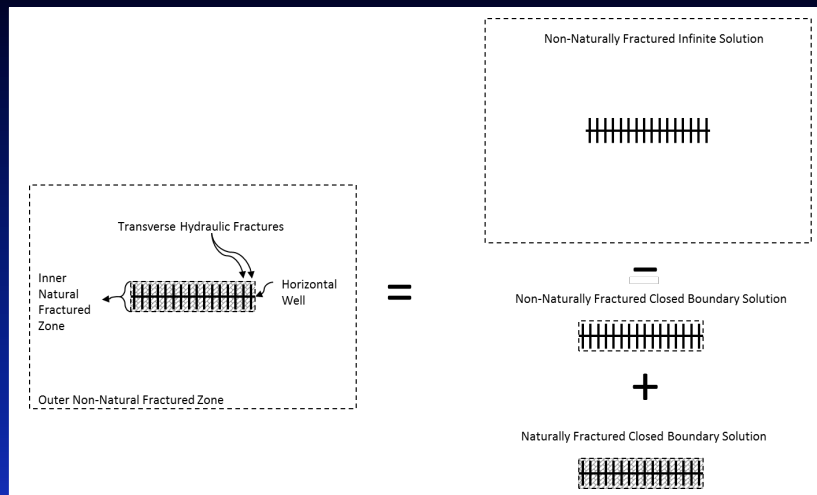 Non-Naturally Fractured Infinite Solution
Transverse Hydraulic Fractures
Inner
Natural
Fractured
Zone
Horizontal
Well
Outer Non-Natural Fractured Zone
=
−
Non-Naturally Fractured Closed Boundary Solution
+
Naturally Fractured Closed Boundary Solution